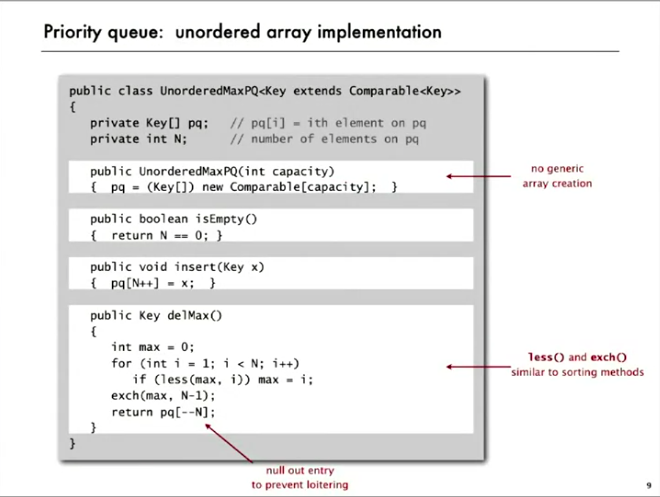 Priority queue: unordered array implementation
public class UnorderedMaxPQ<Key extends Comparable<Key>>
{
private Key[] pq; // pq[i] = ith element on pq
private int N; // number of elements on pq
public UnorderedMaxPQ(int capacity)
{ pq = (Key[]) new Comparable[capacity]; }
no generic
array creation
public boolean isEmpty()
{ return N == 0; }
public void insert(Key x)
{ pq[N++] = x; }
public Key delMax()
{
int max = 0;
for (int i = 1; i < N; i++)
if (less(max, i)) max = i;
exch(max, N-1);
return pq[--N];
}
}
less() and exch()
similar to sorting methods
null out entry
to prevent loitering
9